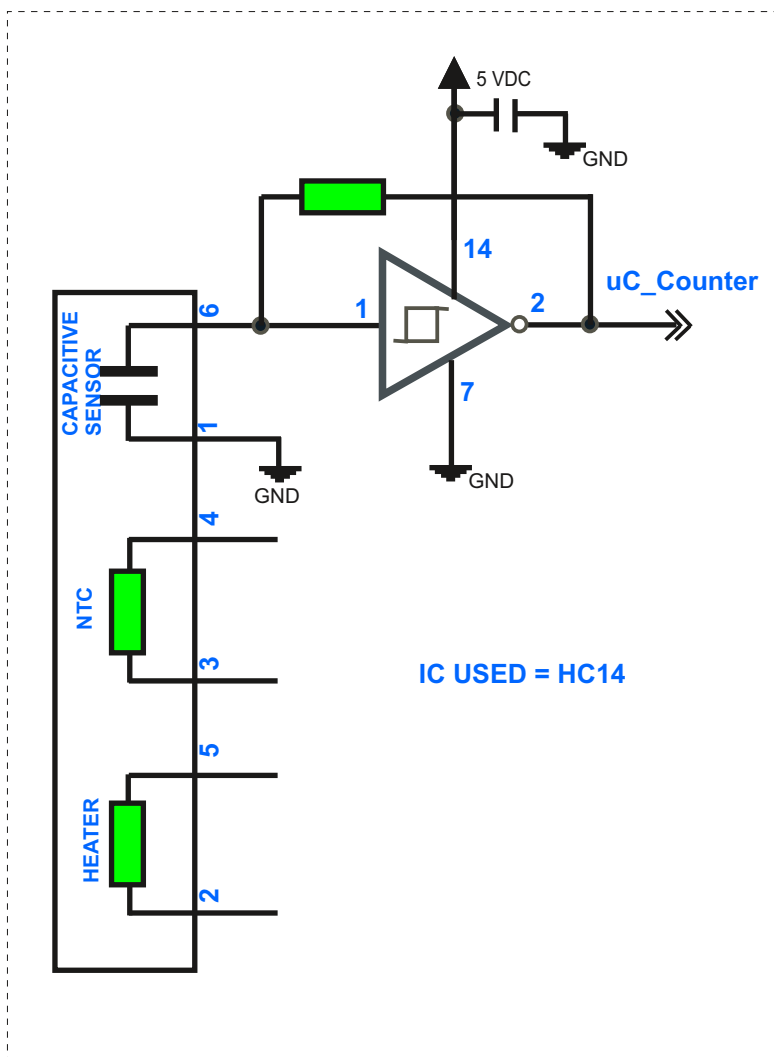 5 VDC
GND
14
uC_Counter
1
2
6
CAPACITIVE
SENSOR
7
1
GND
GND
4
NTC
3
IC USED = HC14
5
HEATER
2